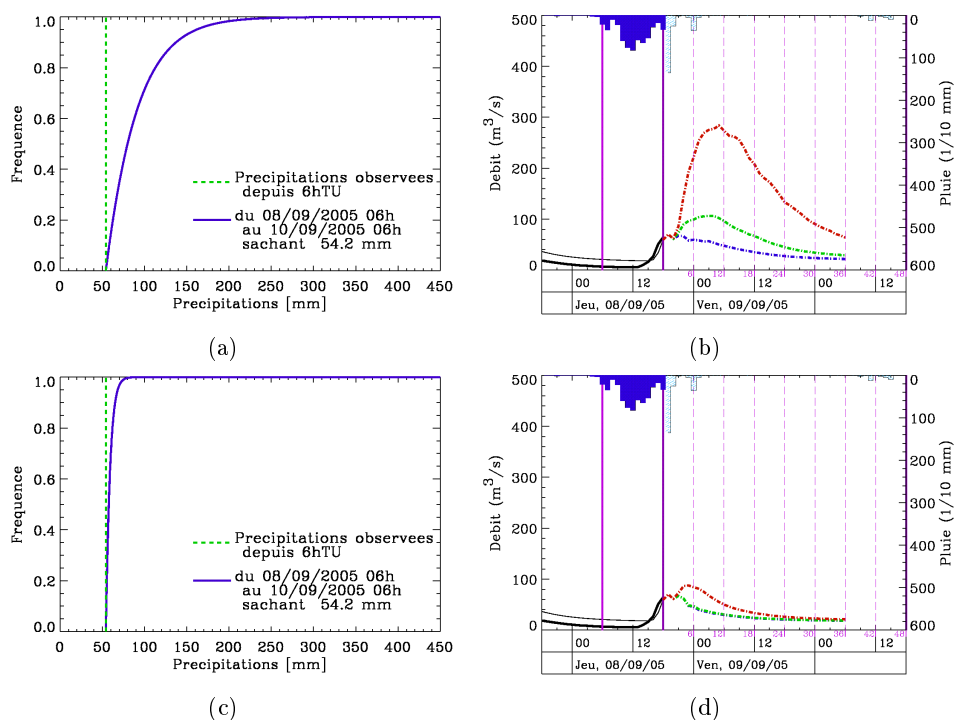 1.0
0.8
0.6
0.4
0.2
0.0
Frequence
Precipitations observees
depuis 6hTU
du 08/09/2005 06h
au 10/09/2005 06h
sachant 54.2 mm
0 50 100 150 200 250 300 350 400 450
Precipitations [mm]
(a)
500
400
300
200
100
0
Debit (m³/s)
0
100
200
300
400
500
600
Pluie (1/10 mm)
6 12 18 24 30 36 42 48
00 12 00 12 00 12
Jeu, 08/09/05 Ven, 09/09/05
(b)
1.0
0.8
0.6
0.4
0.2
0.0
Frequence
Precipitations observees
depuis 6hTU
du 08/09/2005 06h
au 10/09/2005 06h
sachant 54.2 mm
0 50 100 150 200 250 300 350 400 450
Precipitations [mm]
(c)
500
400
300
200
100
0
Debit (m³/s)
0
100
200
300
400
500
600
Pluie (1/10 mm)
6 12 18 24 30 36 42 48
00 12 00 12 00 12
Jeu, 08/09/05 Ven, 09/09/05
(d)